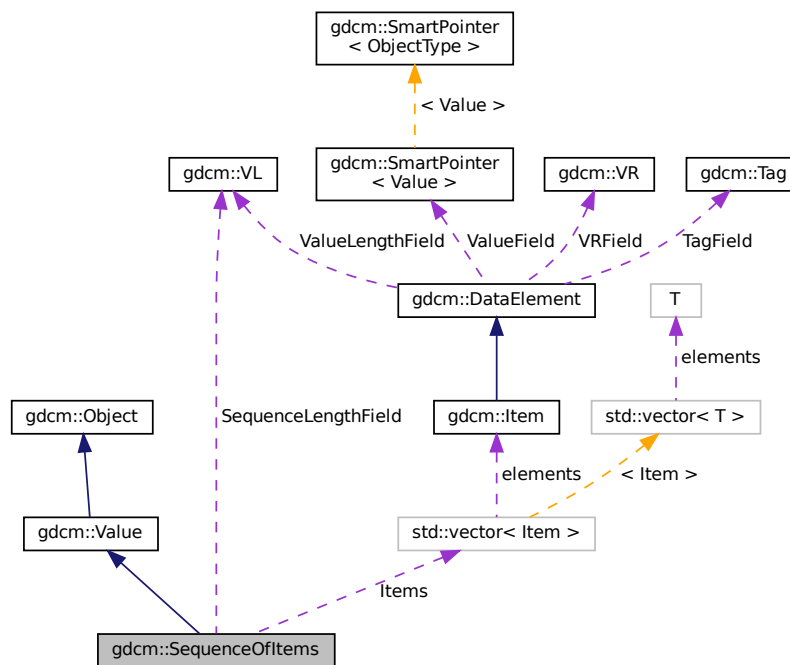 gdcm::SmartPointer
< ObjectType >
< Value >
gdcm::VL
gdcm::SmartPointer
< Value >
gdcm::VR
gdcm::Tag
ValueLengthField
ValueField
VRField
TagField
gdcm::DataElement
T
elements
gdcm::Object
SequenceLengthField
gdcm::Item
std::vector< T >
elements
< Item >
gdcm::Value
std::vector< Item >
Items
gdcm::SequenceOfItems